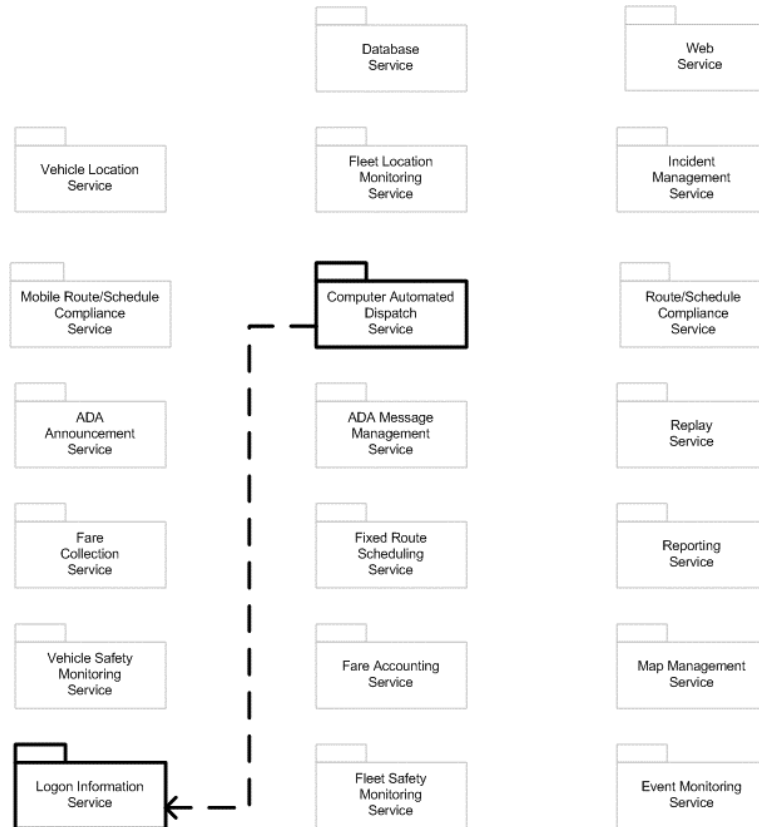 Database
Service
Web
Service
Vehicle Location
Service
Fleet Location
Monitoring
Service
Incident
Management
Service
Mobile Route/Schedule
Compliance
Service
Computer Automated
Dispatch
Service
Route/Schedule
Compliance
Service
ADA
Announcement
Service
ADA Message
Management
Service
Replay
Service
Fare
Collection
Service
Fixed Route
Scheduling
Service
Reporting
Service
Vehicle Safety
Monitoring
Service
Fare Accounting
Service
Map Management
Service
Logon Information
Service
Fleet Safety
Monitoring
Service
Event Monitoring
Service